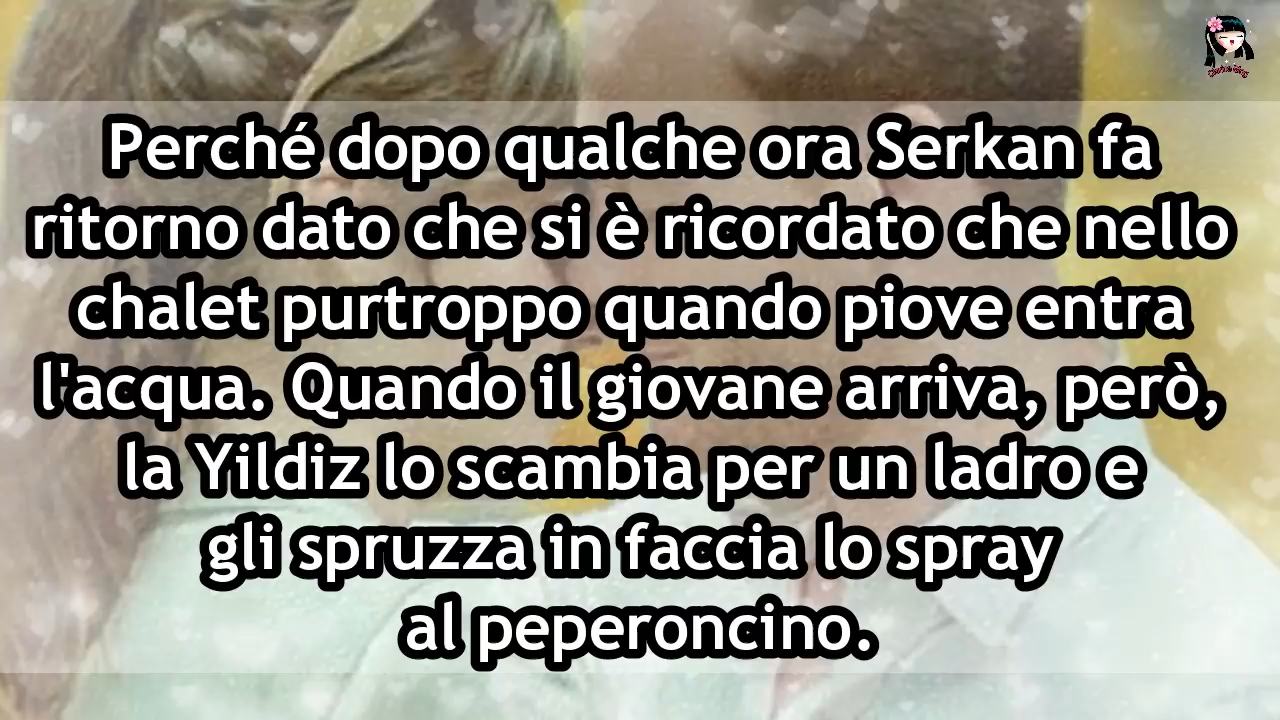 Perché dopo qualche ora Serkan fa
ritorno dato che si è ricordato che nello
chalet purtroppo quando piove entra
l'acqua. Quando il giovane arriva, però,
la Yildiz lo scambia per un ladro e
gli spruzza in faccia lo spray
al peperoncino.